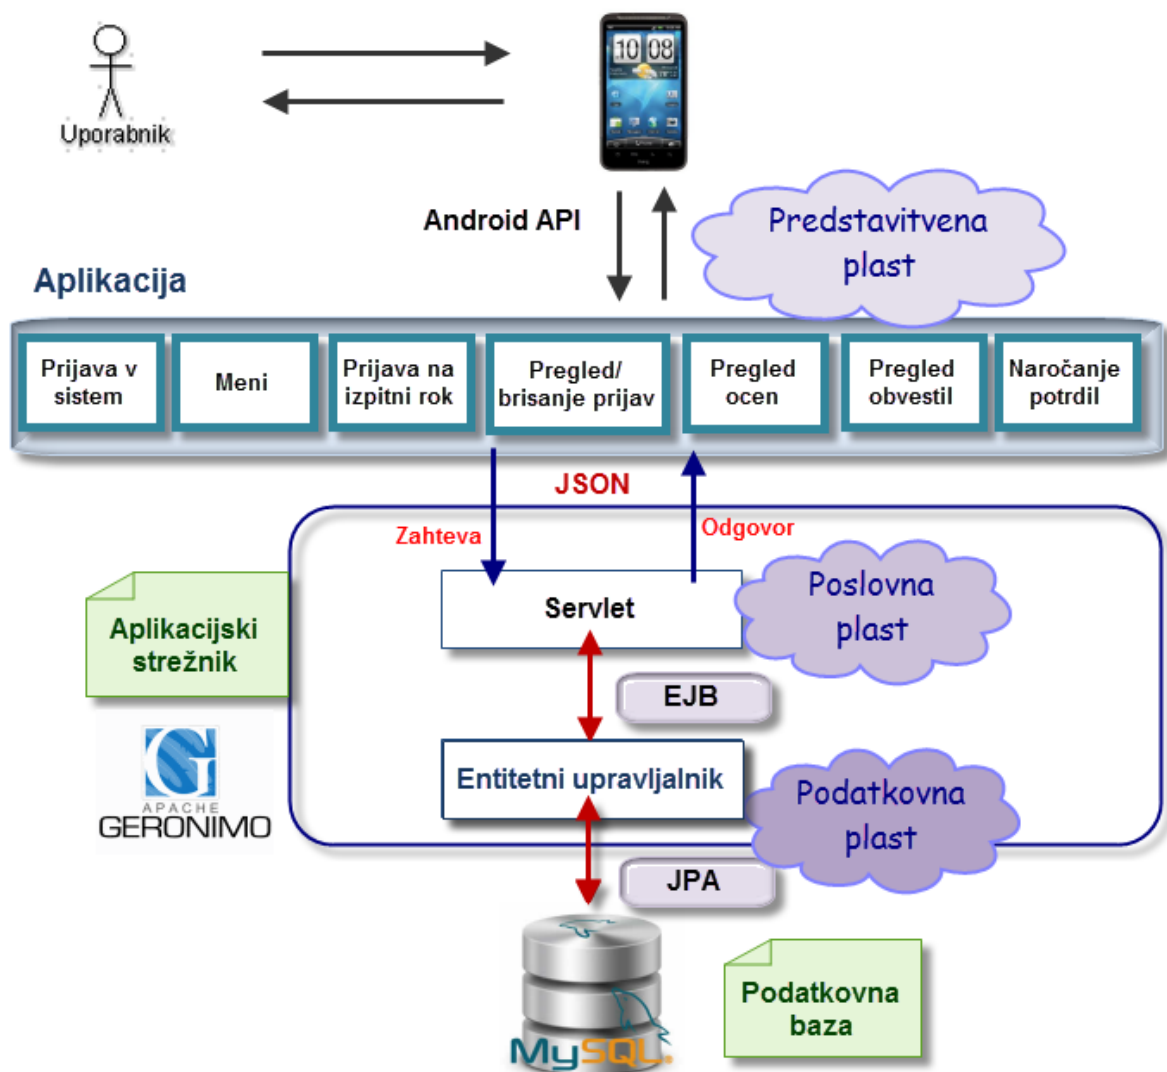 10 08
Uporabnik
Android API
Predstavitvena
plast
Aplikacija
Prijava v
sistem
Meni
Prijava na
izpitni rok
Pregled/
brisanje prijav
Pregled
ocen
Pregled
obvestil
Naročanje
potrdil
JSON
Zahteva
Odgovor
Servlet
Poslovna
plast
Aplikacijski
strežnik
EJB
G
APACHE
GERONIMO
Entitetni upravljalnik
Podatkovna
plast
JPA
MySQL®
Podatkovna
baza